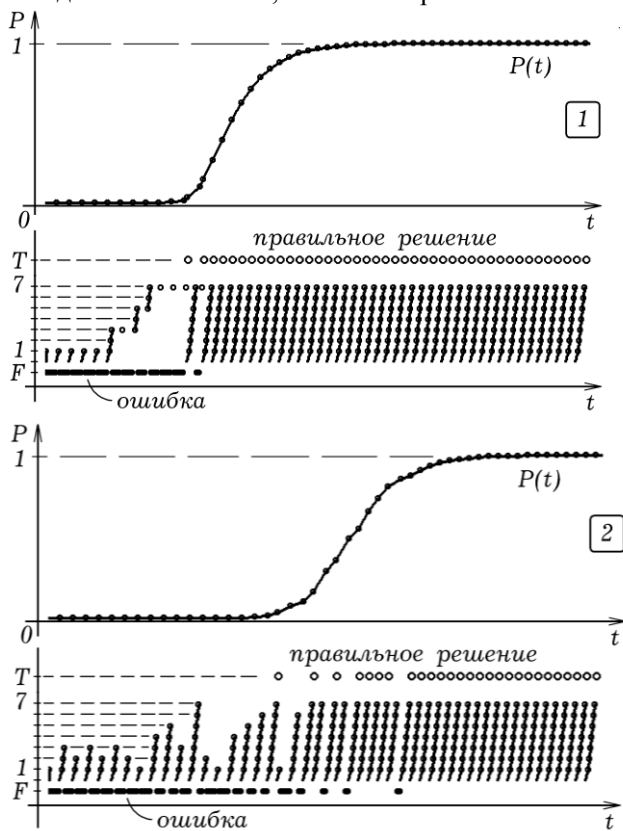 P
1
P(t)
1
0
t
T
правильное решение
7
1
F
ошибка
t
P
1
P(t)
2
0
t
T
правильное решение
7
1
F
ошибка
t